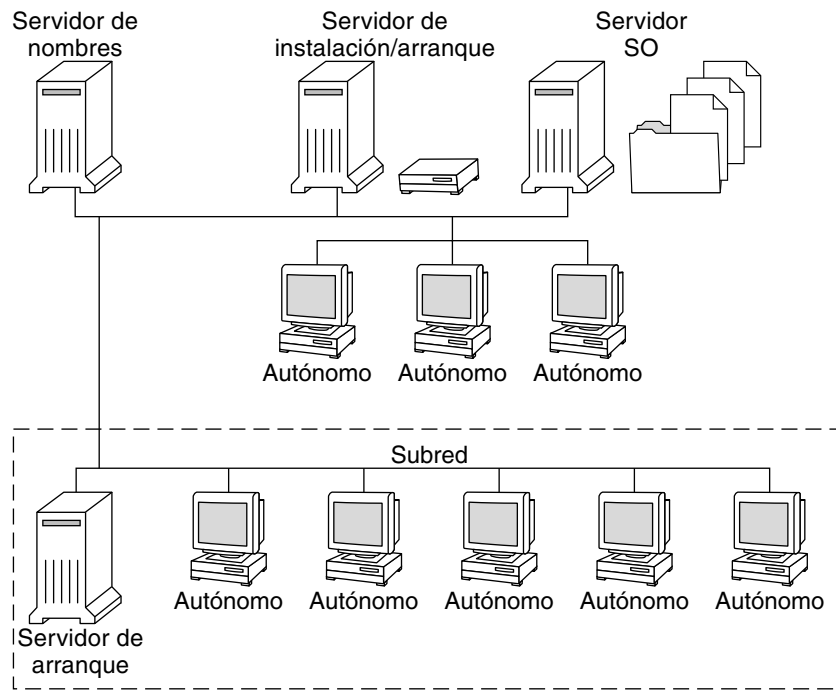 Servidor de
nombres
Servidor de
instalación/arranque
Servidor
SO
Autónomo
Autónomo
Autónomo
Subred
Servidor de
arranque
Autónomo
Autónomo
Autónomo
Autónomo
Autónomo